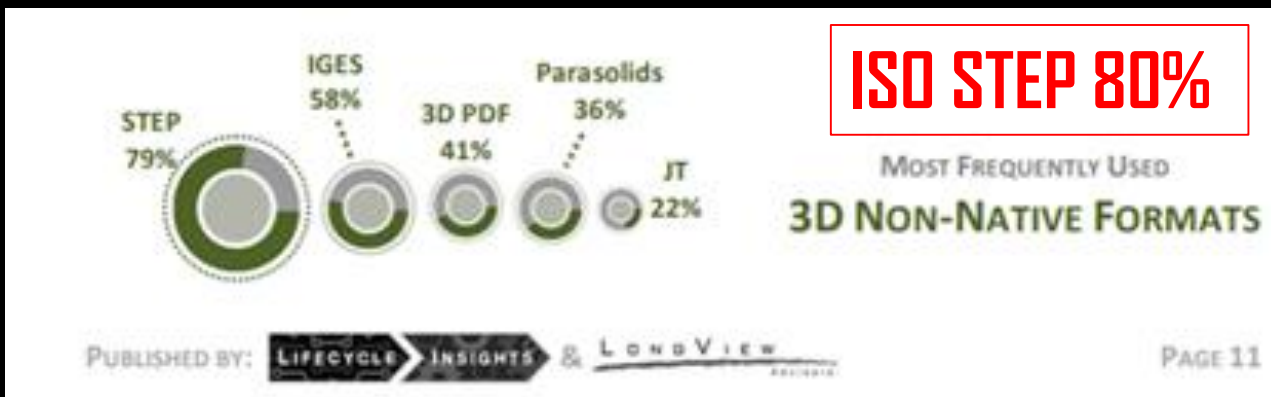 ISO STEP 80%
IGES
58%
Parasolids
36%
STEP
79%
3D PDF
41%
JT
22%
MOST FREQUENTLY USED
3D NON-NATIVE FORMATS
PUBLISHED BY: LIFECYCLE INSIGHTS & LONGVIEW
PAGE 11